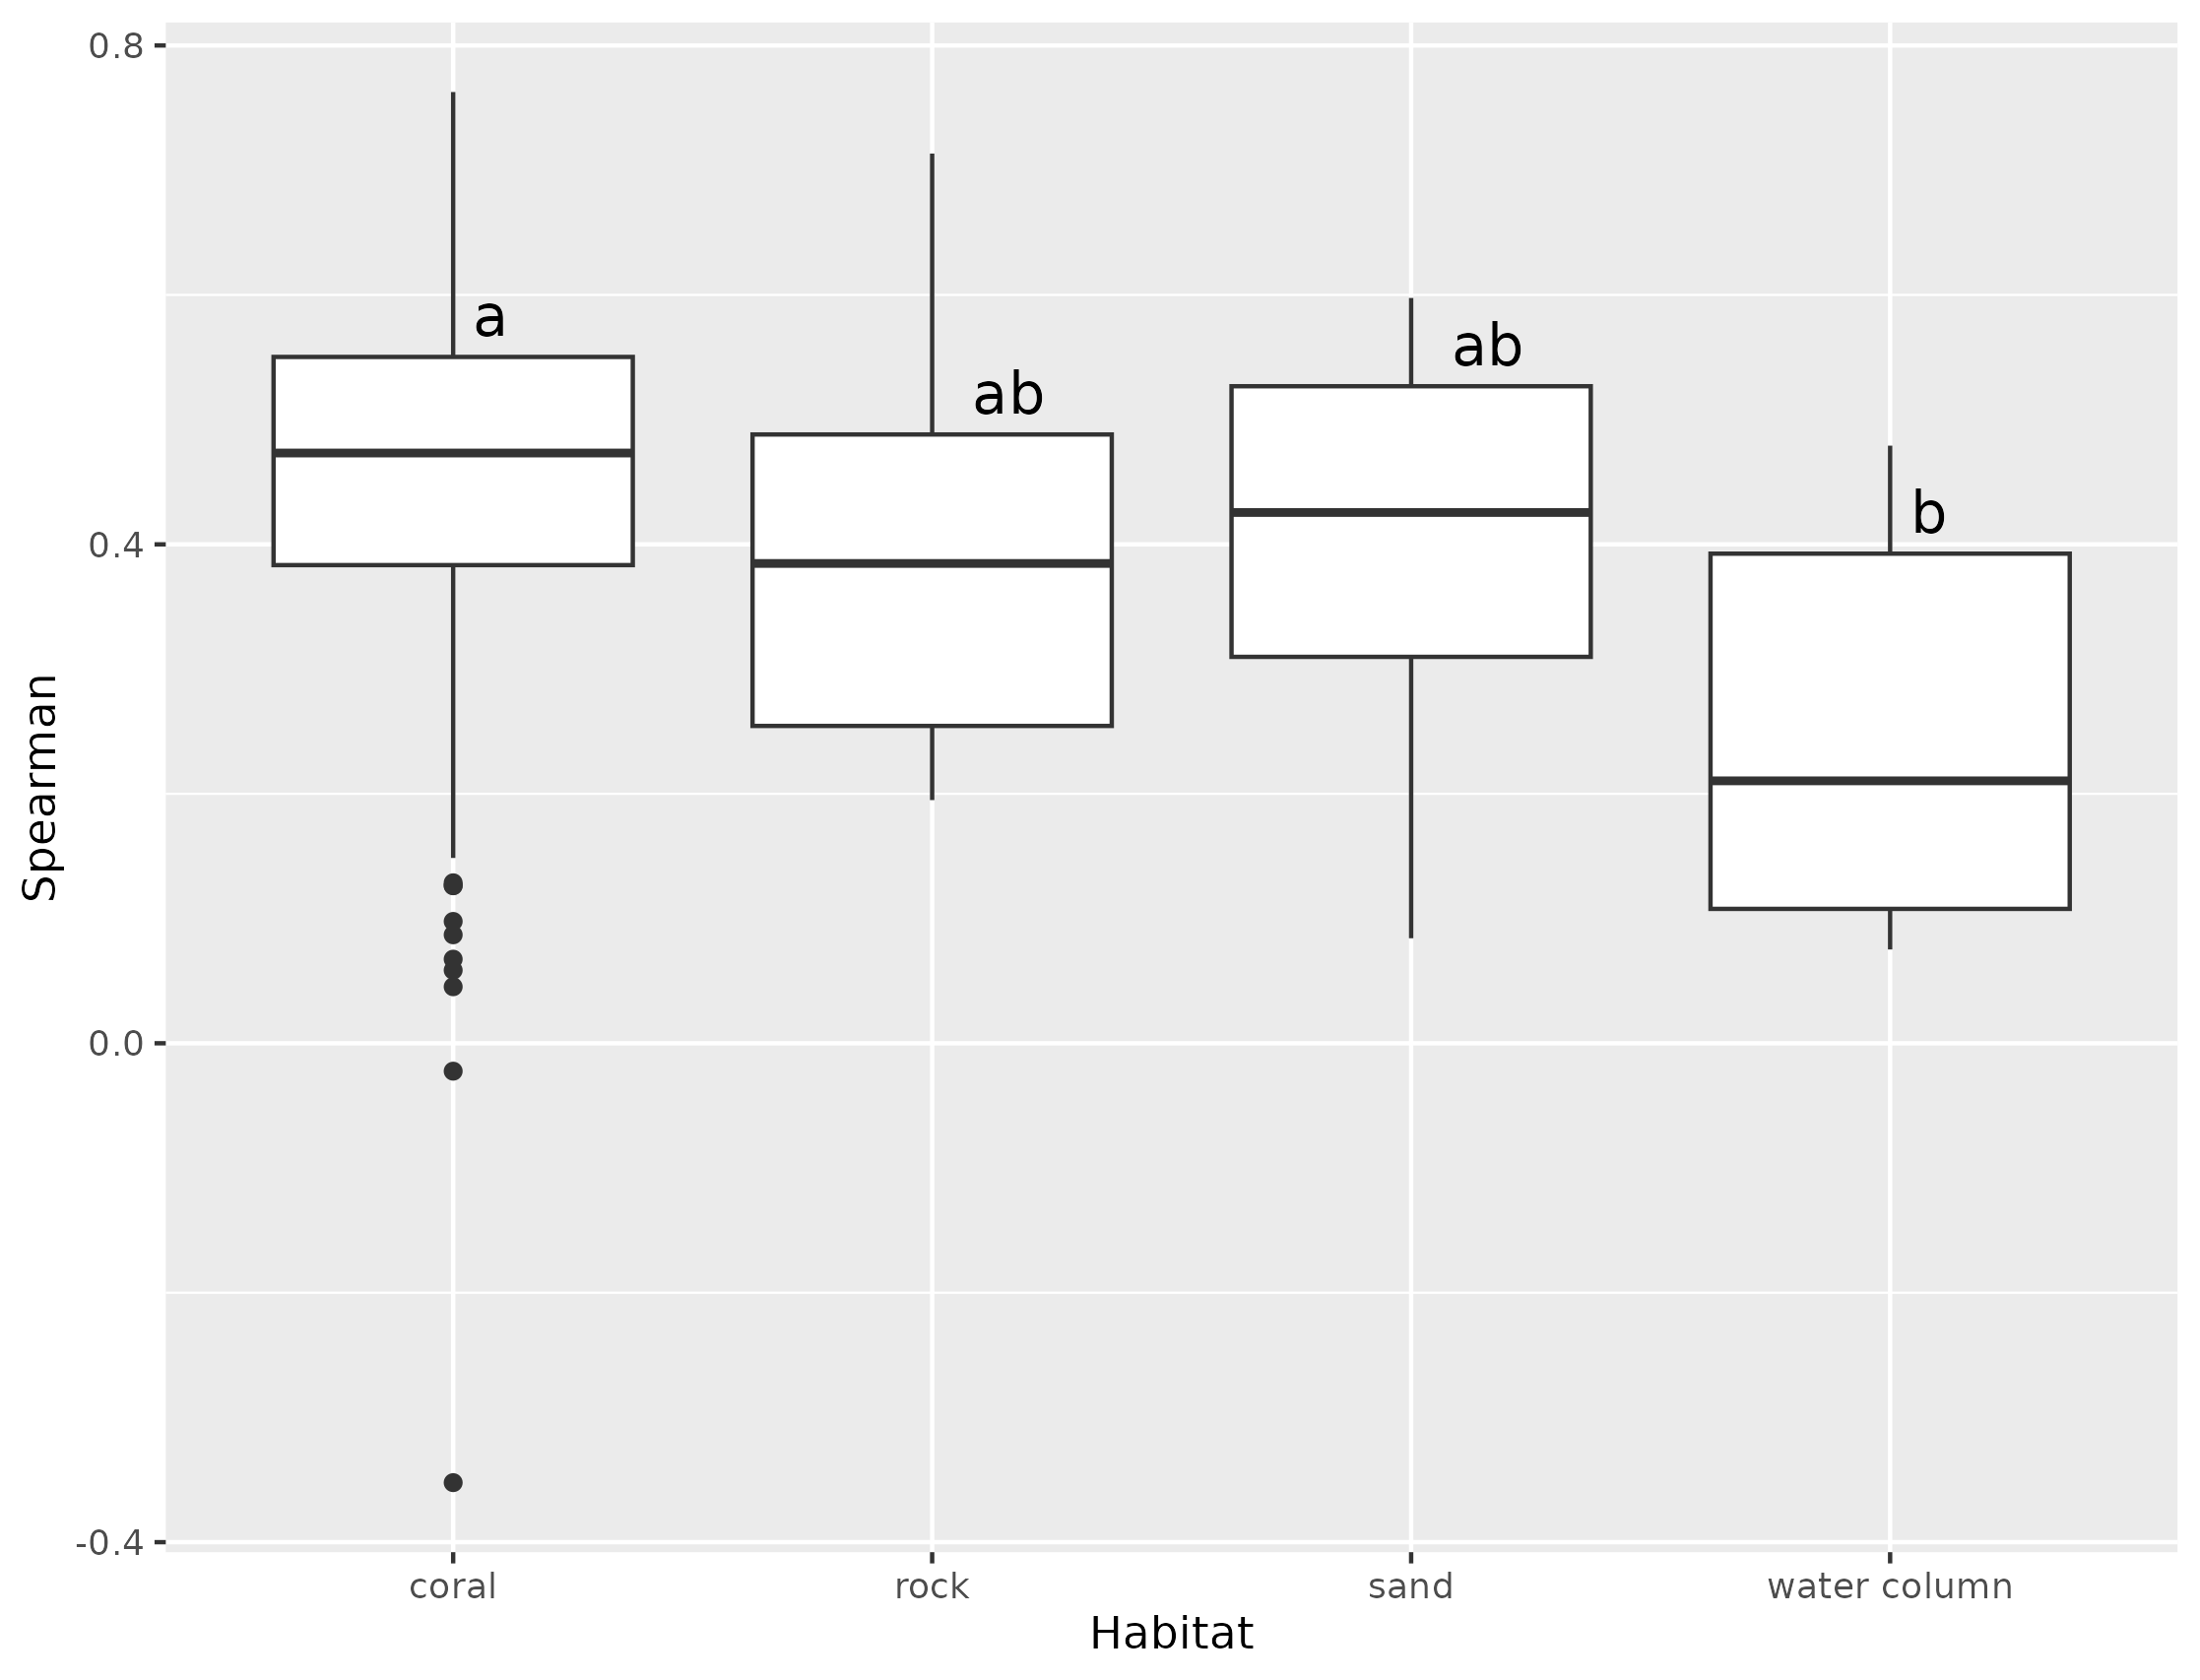 0.8
0.4
0.0
-0.4
Spearman
a
ab
ab
b
coral rock sand water column
Habitat